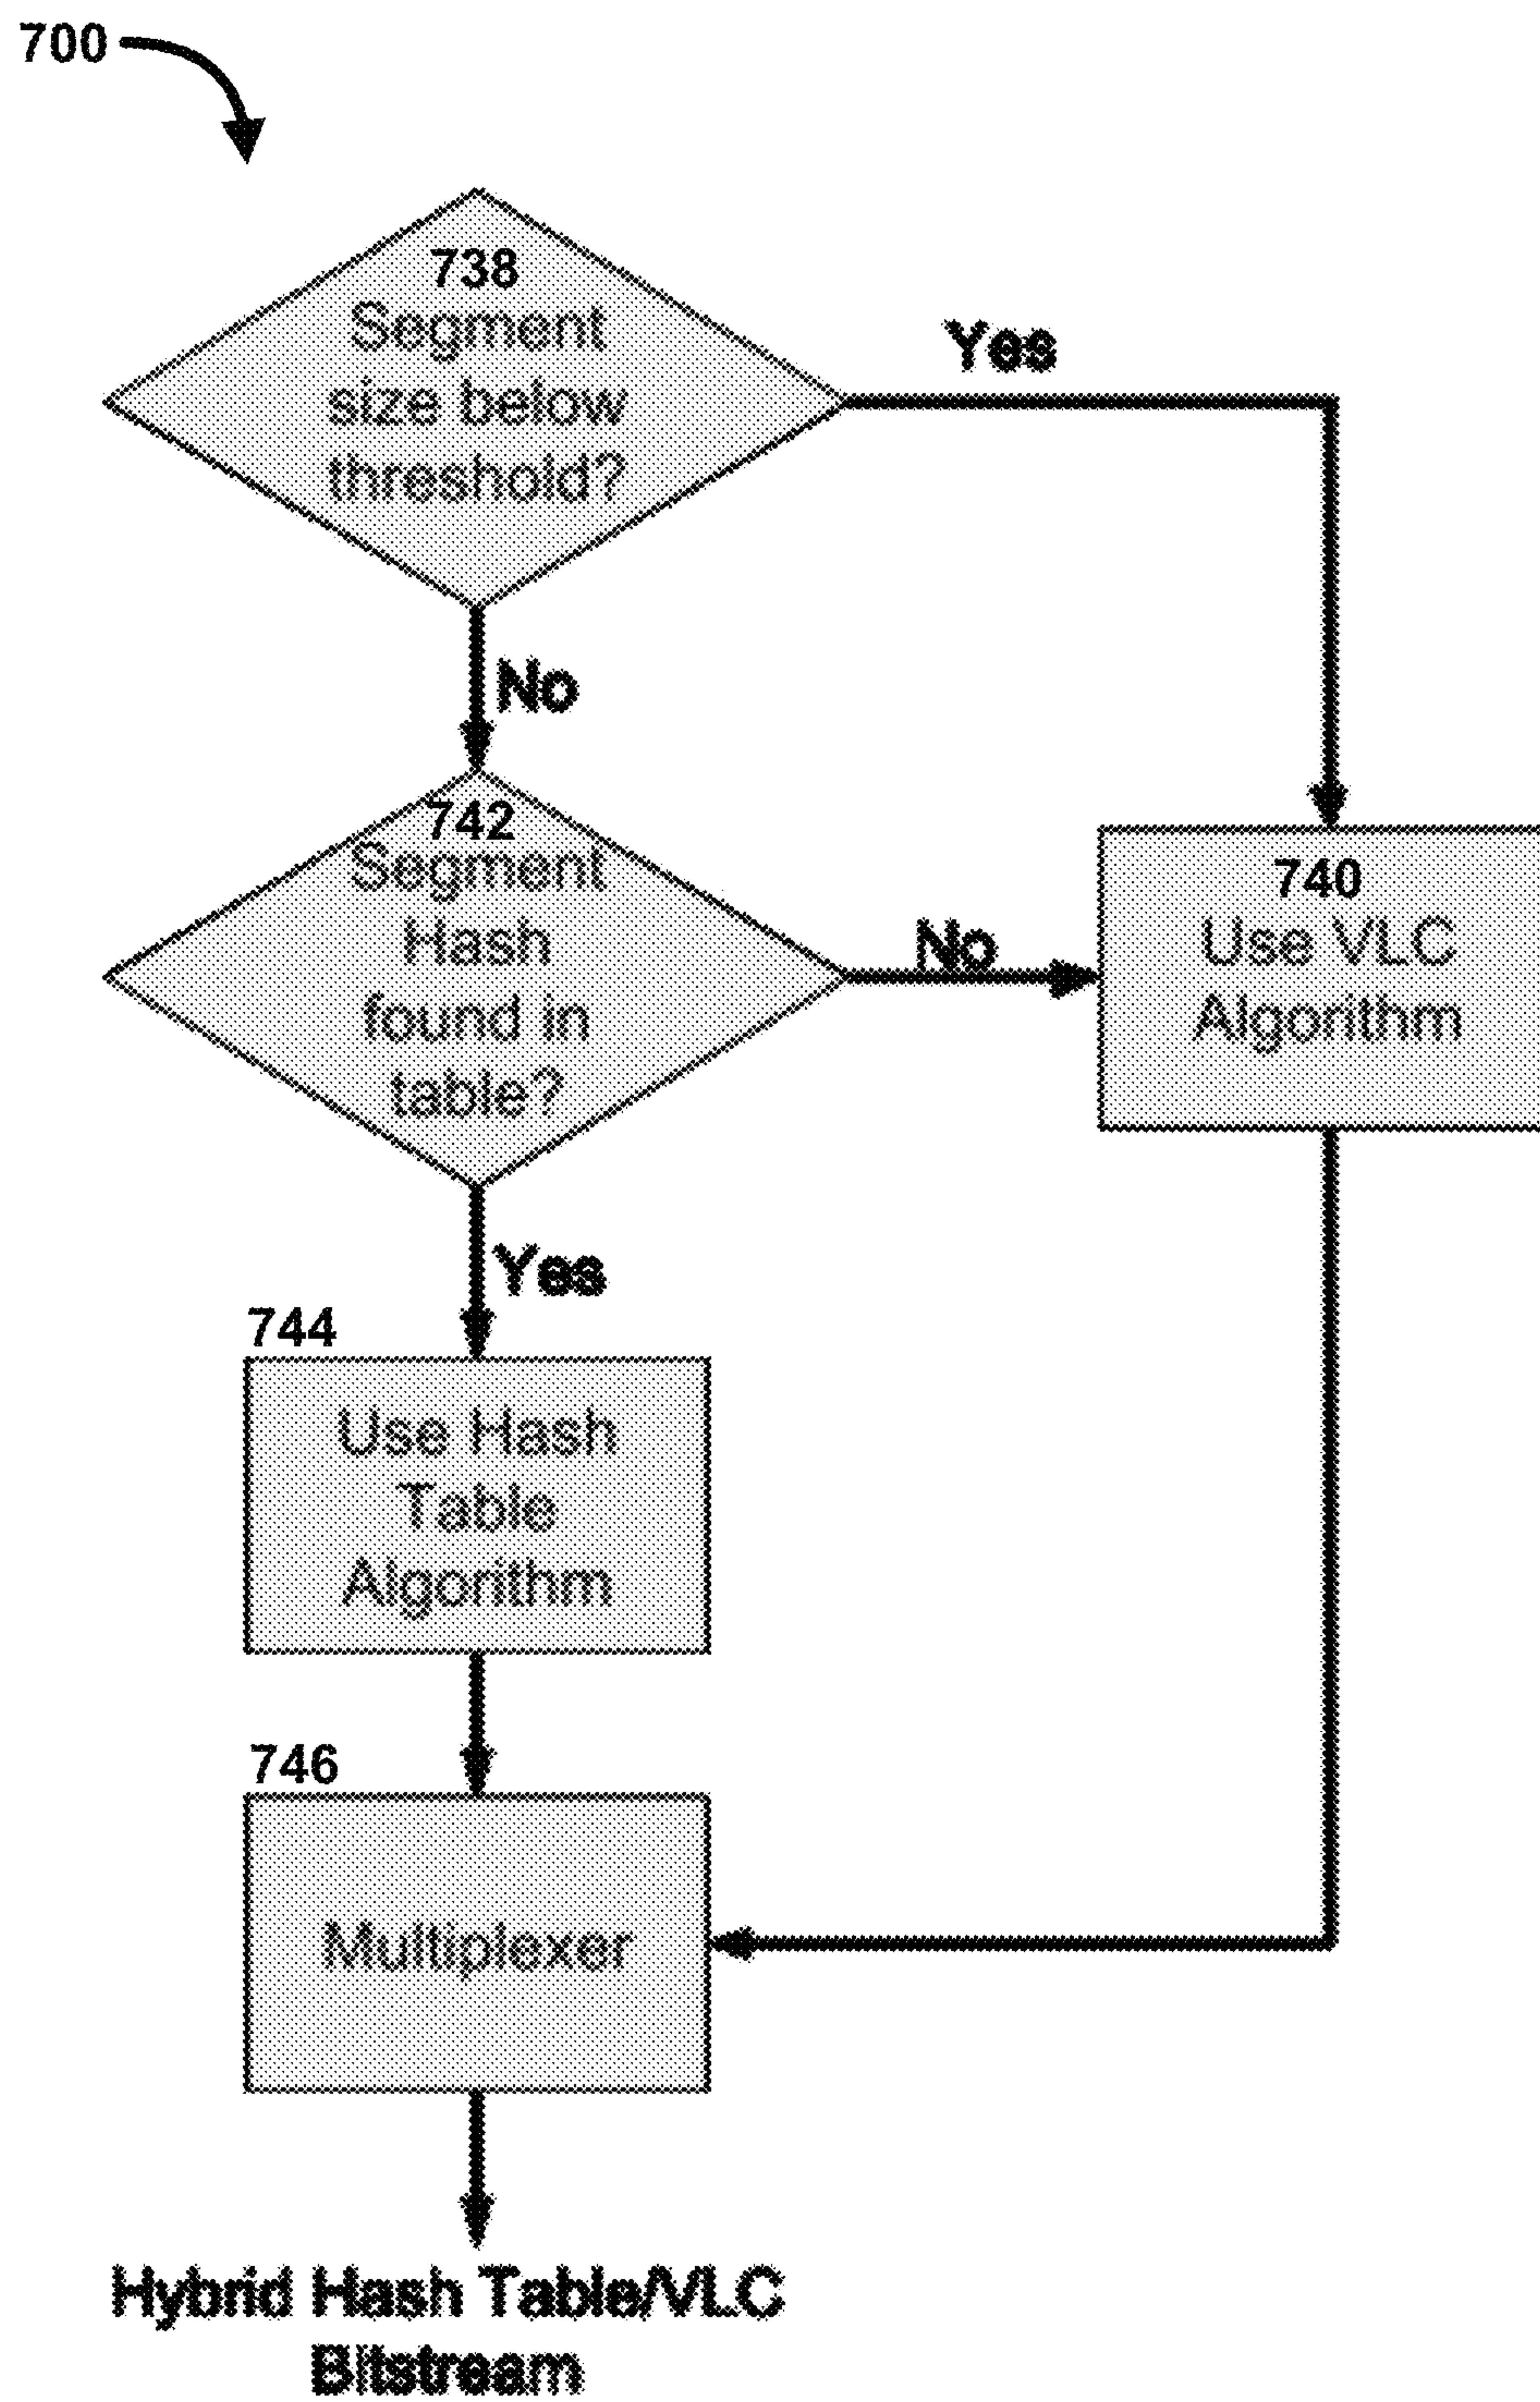 700
738
Segment
size below
threshold?
Yes
No
742
Segment
Hash
found in
table?
No
740
Use VLC
Algorithm
Yes
744
Use Hash
Table
Algorithm
746
Multiplexer
Hybrid Hash Table/VLC
Bitstream